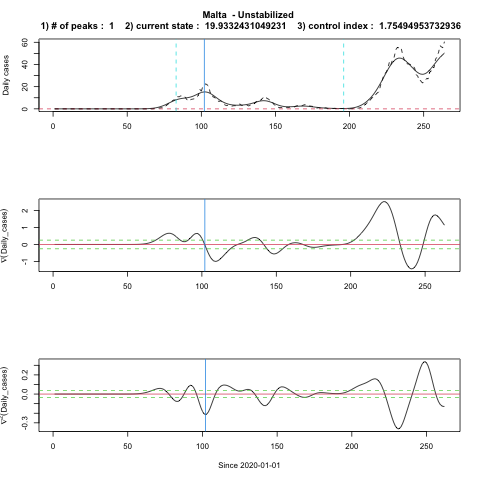 Malta - Unstabilized
1) # of peaks : 1 2) current state : 19.9332431049231 3) control index : 1.75494953732936
Daily cases
0 20 40 60
0 50 100 150 200 250
∇(Daily_cases)
-1 0 1 2
0 50 100 150 200 250
∇²(Daily_cases)
-0.3 0.0 0.2
0 50 100 150 200 250
Since 2020-01-01